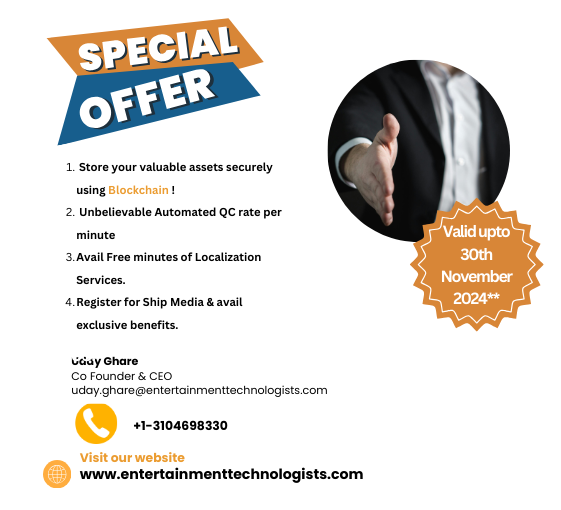 SPECIAL
OFFER
1. Store your valuable assets securely
using Blockchain !
2. Unbelievable Automated QC rate per
minute
3. Avail Free minutes of Localization
Services.
4. Register for Ship Media & avail
exclusive benefits.
Valid upto
30th
November
2024**
Uday Ghare
Co Founder & CEO
uday.ghare@entertainmenttechnologists.com
+1-3104698330
Visit our website
www.entertainmenttechnologists.com